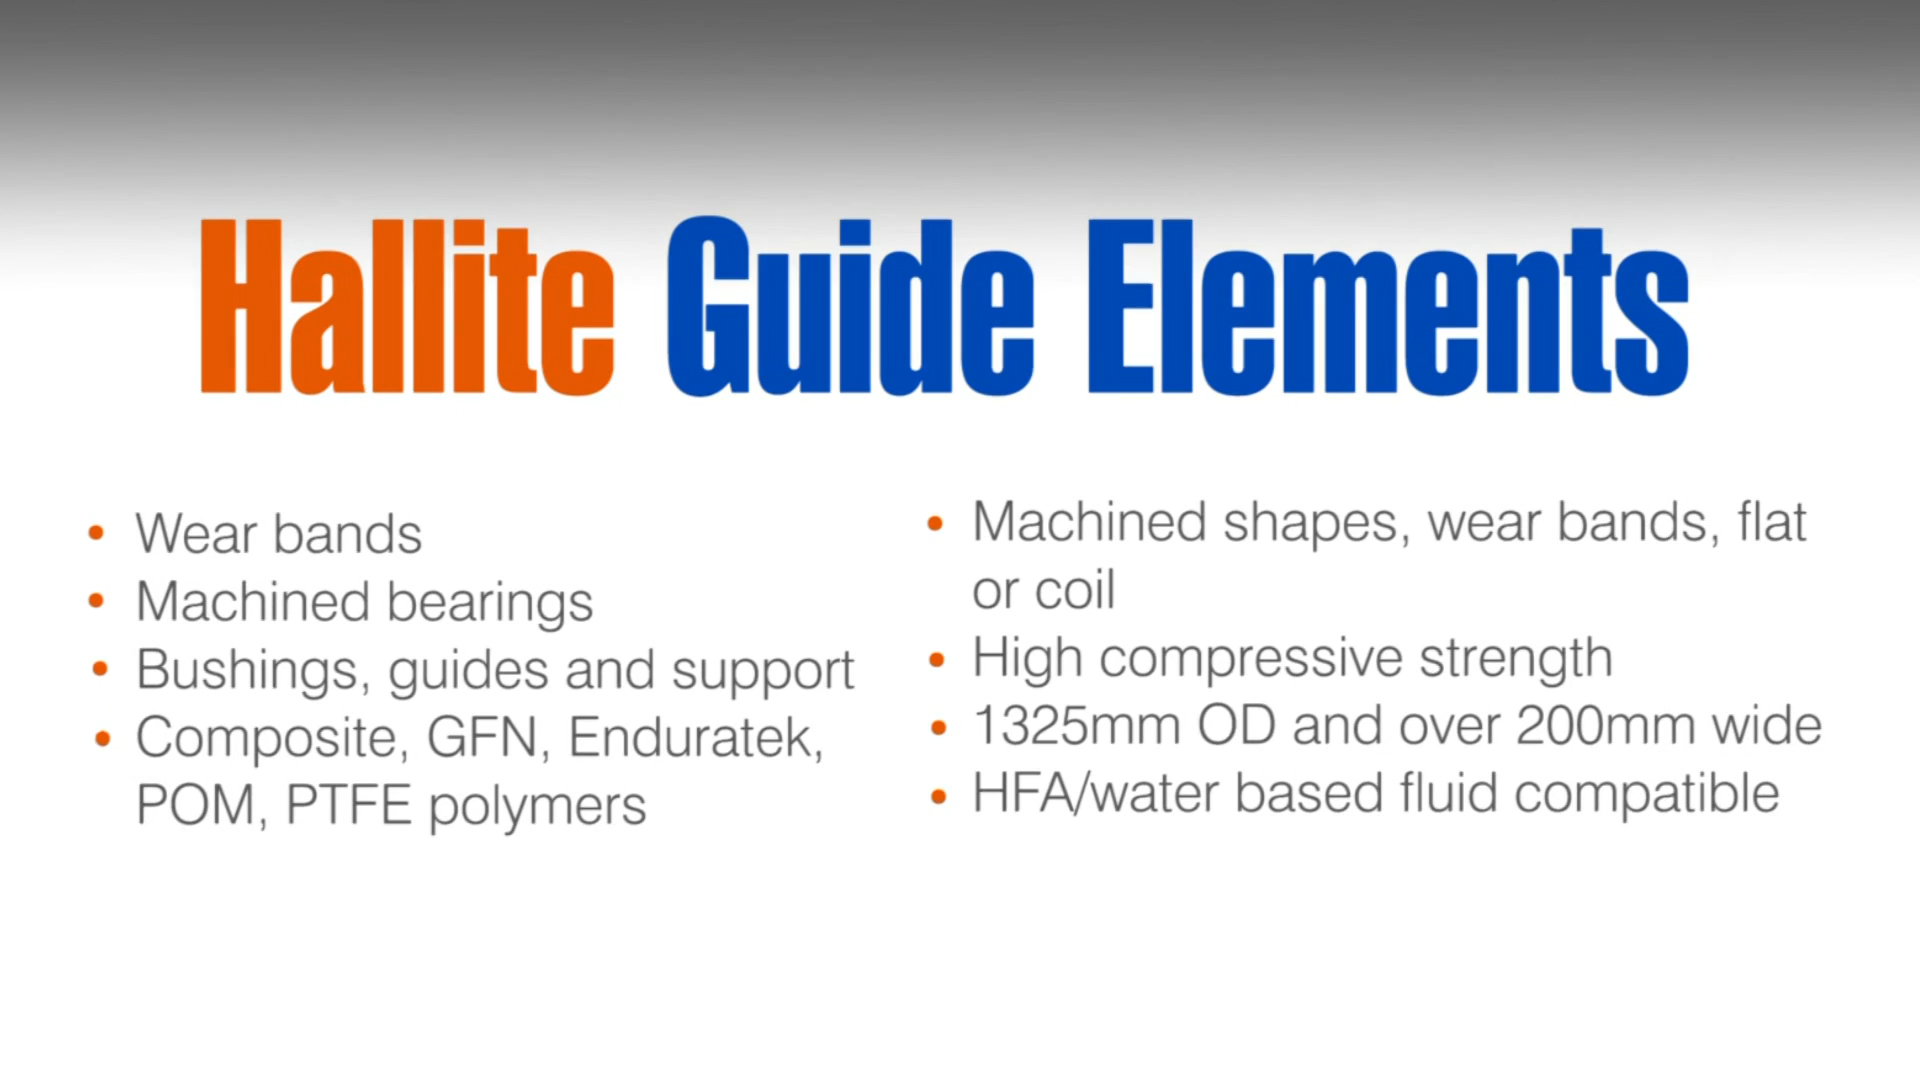 Hallite Guide Elements
• Wear bands
• Machined bearings
• Bushings, guides and support
• Composite, GFN, Enduratek,
POM, PTFE polymers
• Machined shapes, wear bands, flat
or coil
• High compressive strength
• 1325mm OD and over 200mm wide
• HFA/water based fluid compatible